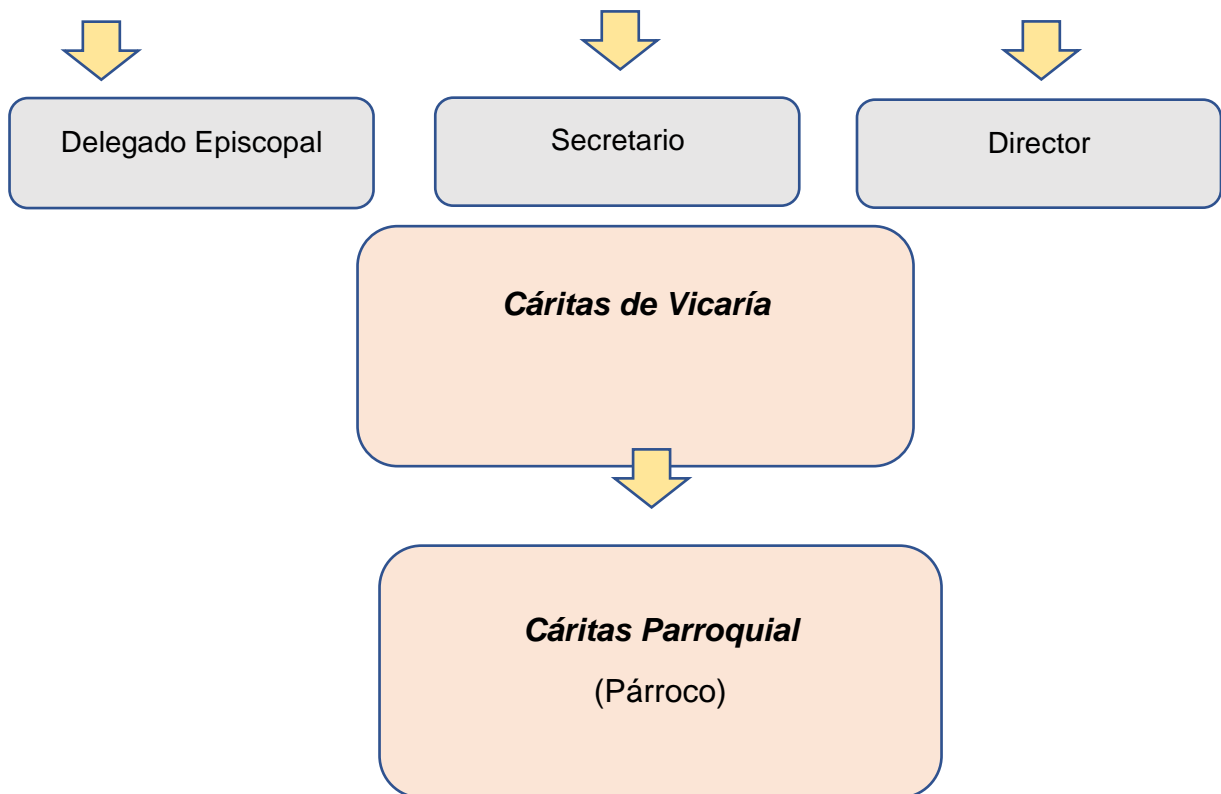 Delegado Episcopal
Secretario
Director
Cáritas de Vicaría
Cáritas Parroquial
(Párroco)